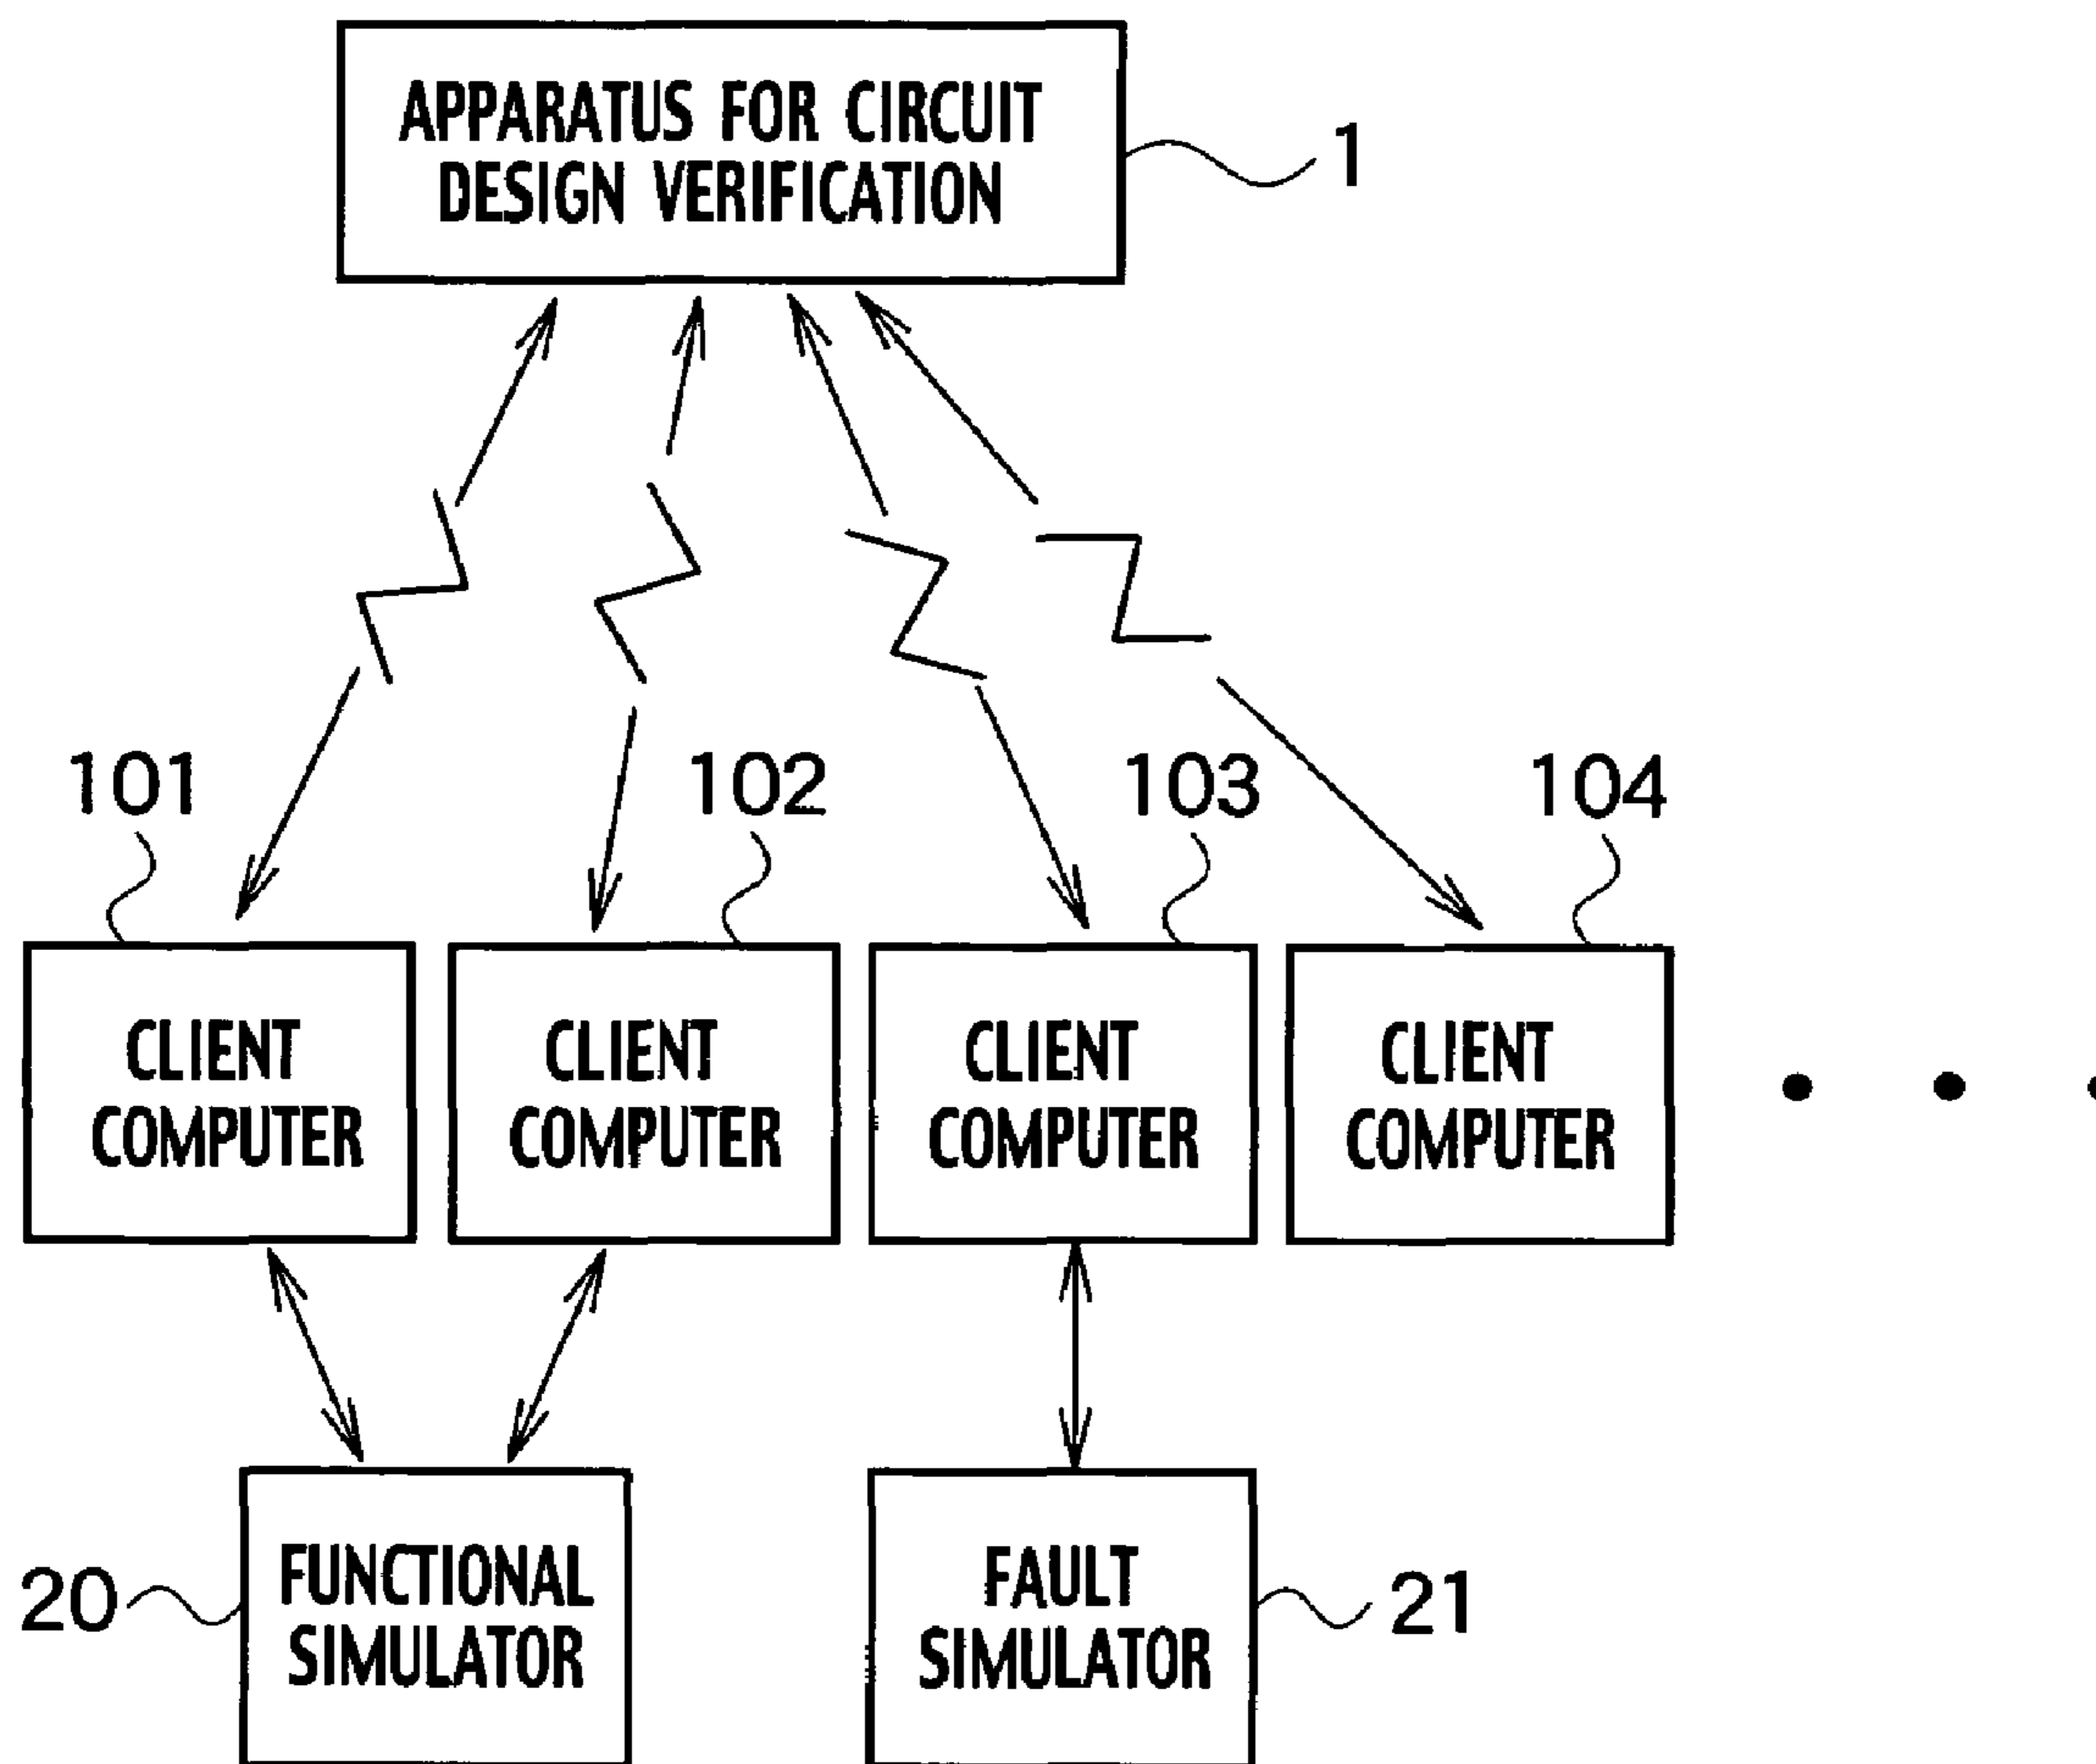 APPARATUS FOR CIRCUIT
DESIGN VERIFICATION
1
101
102
103
104
CLIENT
COMPUTER
CLIENT
COMPUTER
CLIENT
COMPUTER
CLIENT
COMPUTER
20
FUNCTIONAL
SIMULATOR
FAULT
SIMULATOR
21